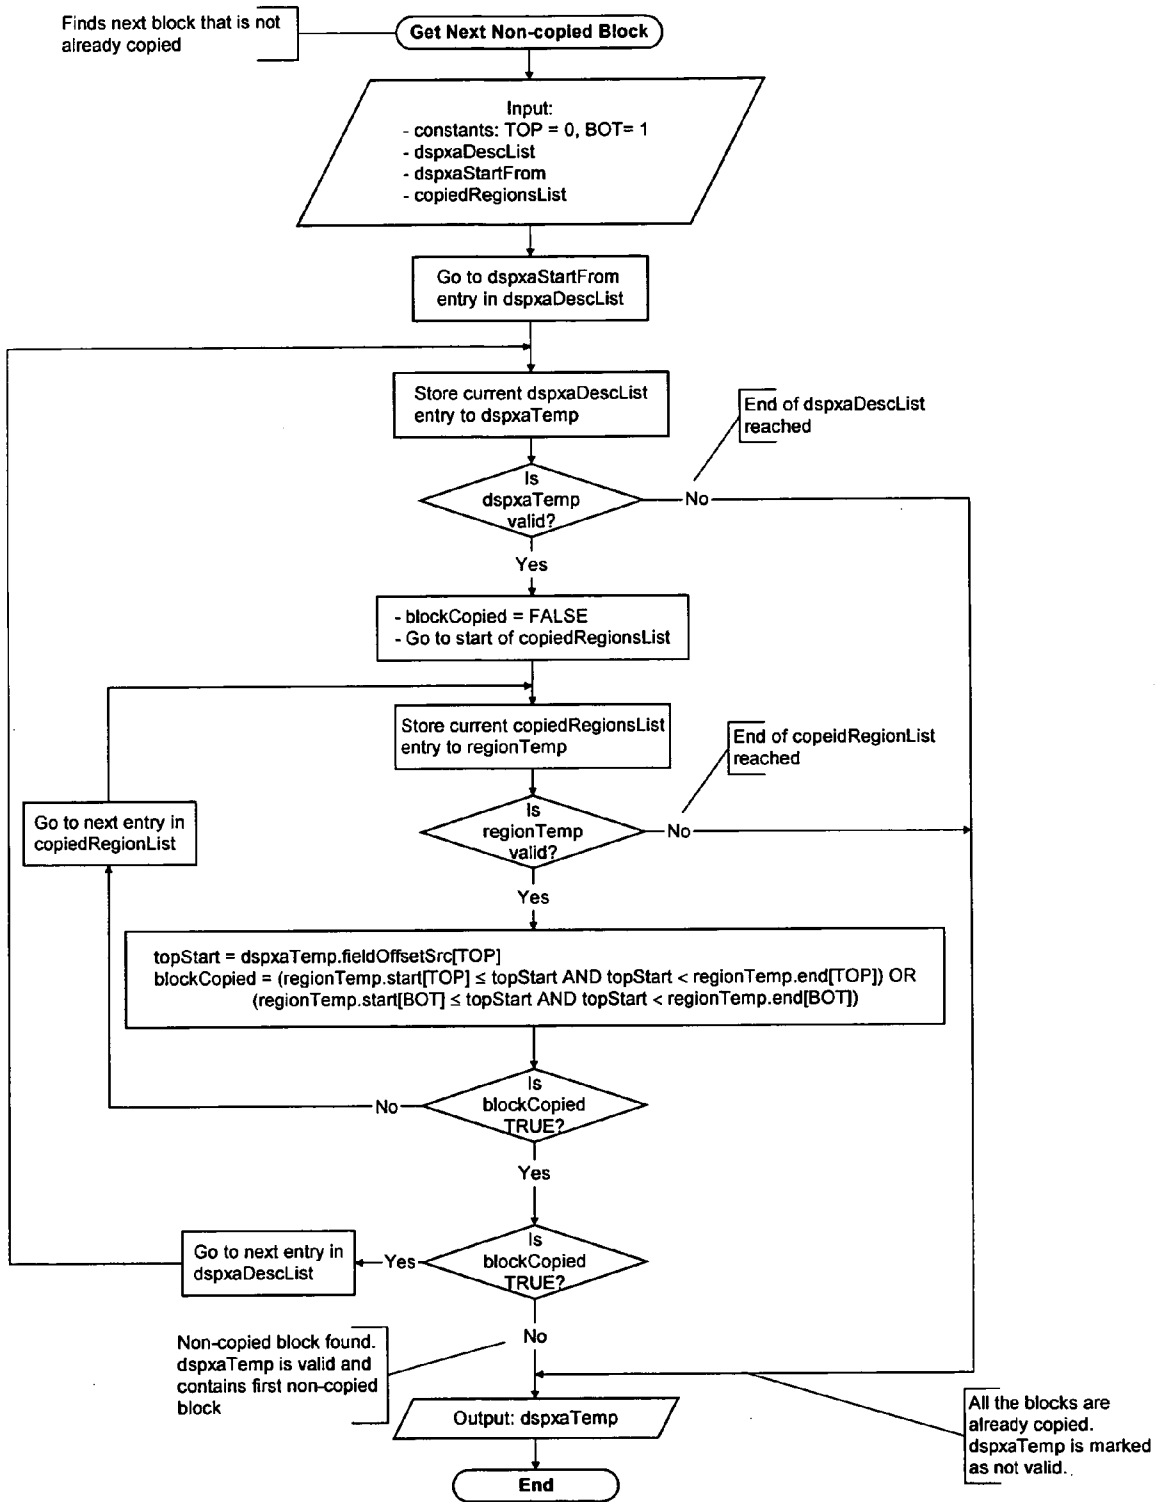 Finds next block that is not
already copied
Get Next Non-copied Block
Input:
- constants: TOP = 0, BOT= 1
- dspxaDescList
- dspxaStartFrom
- copiedRegionsList
Go to dspxaStartFrom
entry in dspxaDescList
Store current dspxaDescList
entry to dspxaTemp
End of dspxaDescList
reached
Is
dspxaTemp
valid?
No
Yes
- blockCopied = FALSE
- Go to start of copiedRegionsList
Store current copiedRegionsList
entry to regionTemp
End of copeidRegionList
reached
Go to next entry in
copiedRegionList
Is
regionTemp
valid?
No
Yes
topStart = dspxaTemp.fieldOffsetSrc[TOP]
blockCopied = (regionTemp.start[TOP] ≤ topStart AND topStart < regionTemp.end[TOP]) OR
(regionTemp.start[BOT] ≤ topStart AND topStart < regionTemp.end[BOT])
Is
blockCopied
TRUE?
No
Yes
Is
blockCopied
TRUE?
Yes
Go to next entry in
dspxaDescList
No
Non-copied block found.
dspxaTemp is valid and
contains first non-copied
block
Output: dspxaTemp
All the blocks are
already copied.
dspxaTemp is marked
as not valid.
End